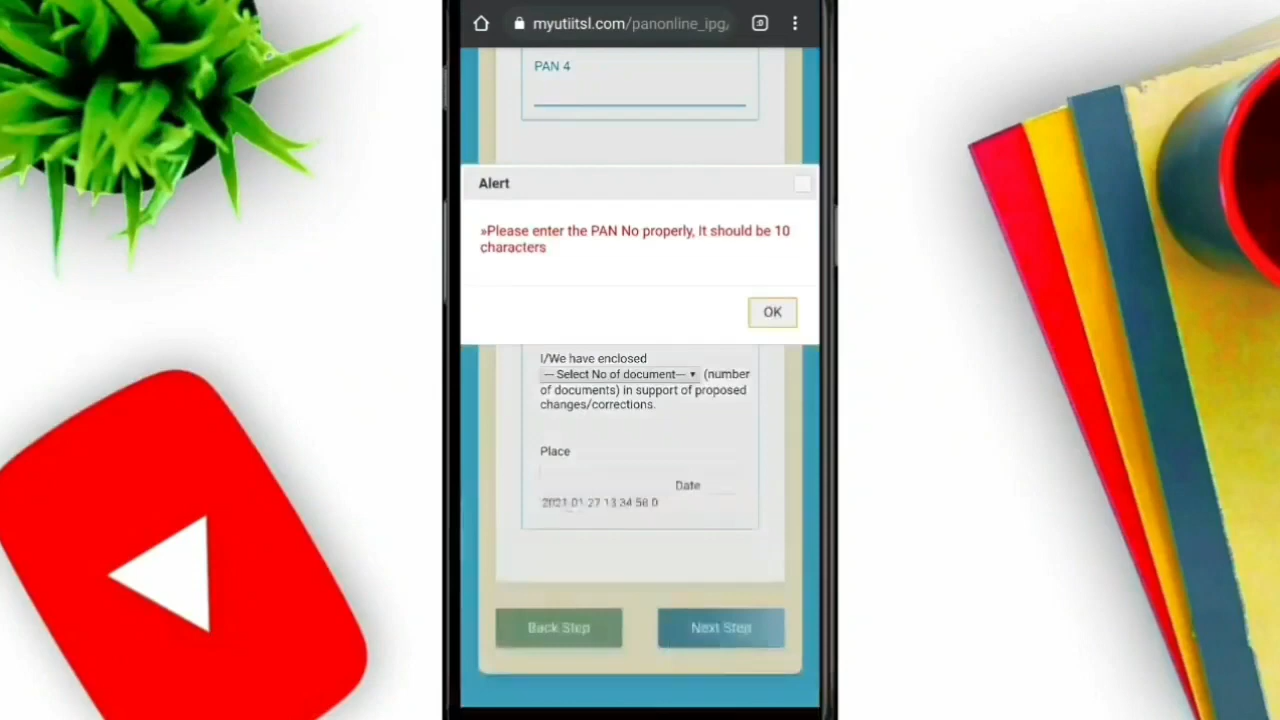 myutiitsl.com/panonline_ipg/
PAN 4
Alert
»Please enter the PAN No properly, It should be 10
characters
OK
I/We have enclosed
--- Select No of document--- (number
of documents) in support of proposed
changes/corrections.
Place
Date
2021-01-27 13:34:56.0
Back Step
Next Step